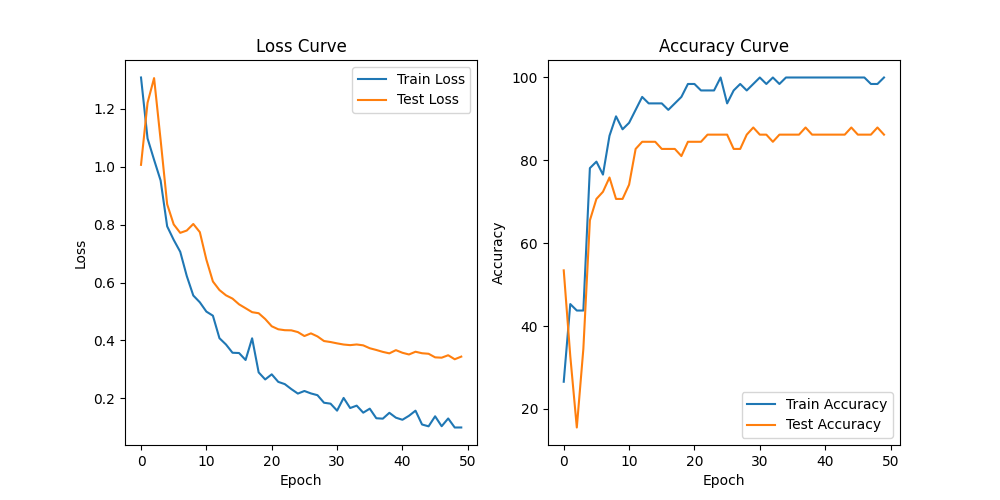 Loss Curve
Train Loss
Test Loss
1.2
1.0
0.8
0.6
0.4
0.2
Loss
0 10 20 30 40 50
Epoch
Accuracy Curve
100
80
60
40
20
Accuracy
Train Accuracy
Test Accuracy
0 10 20 30 40 50
Epoch